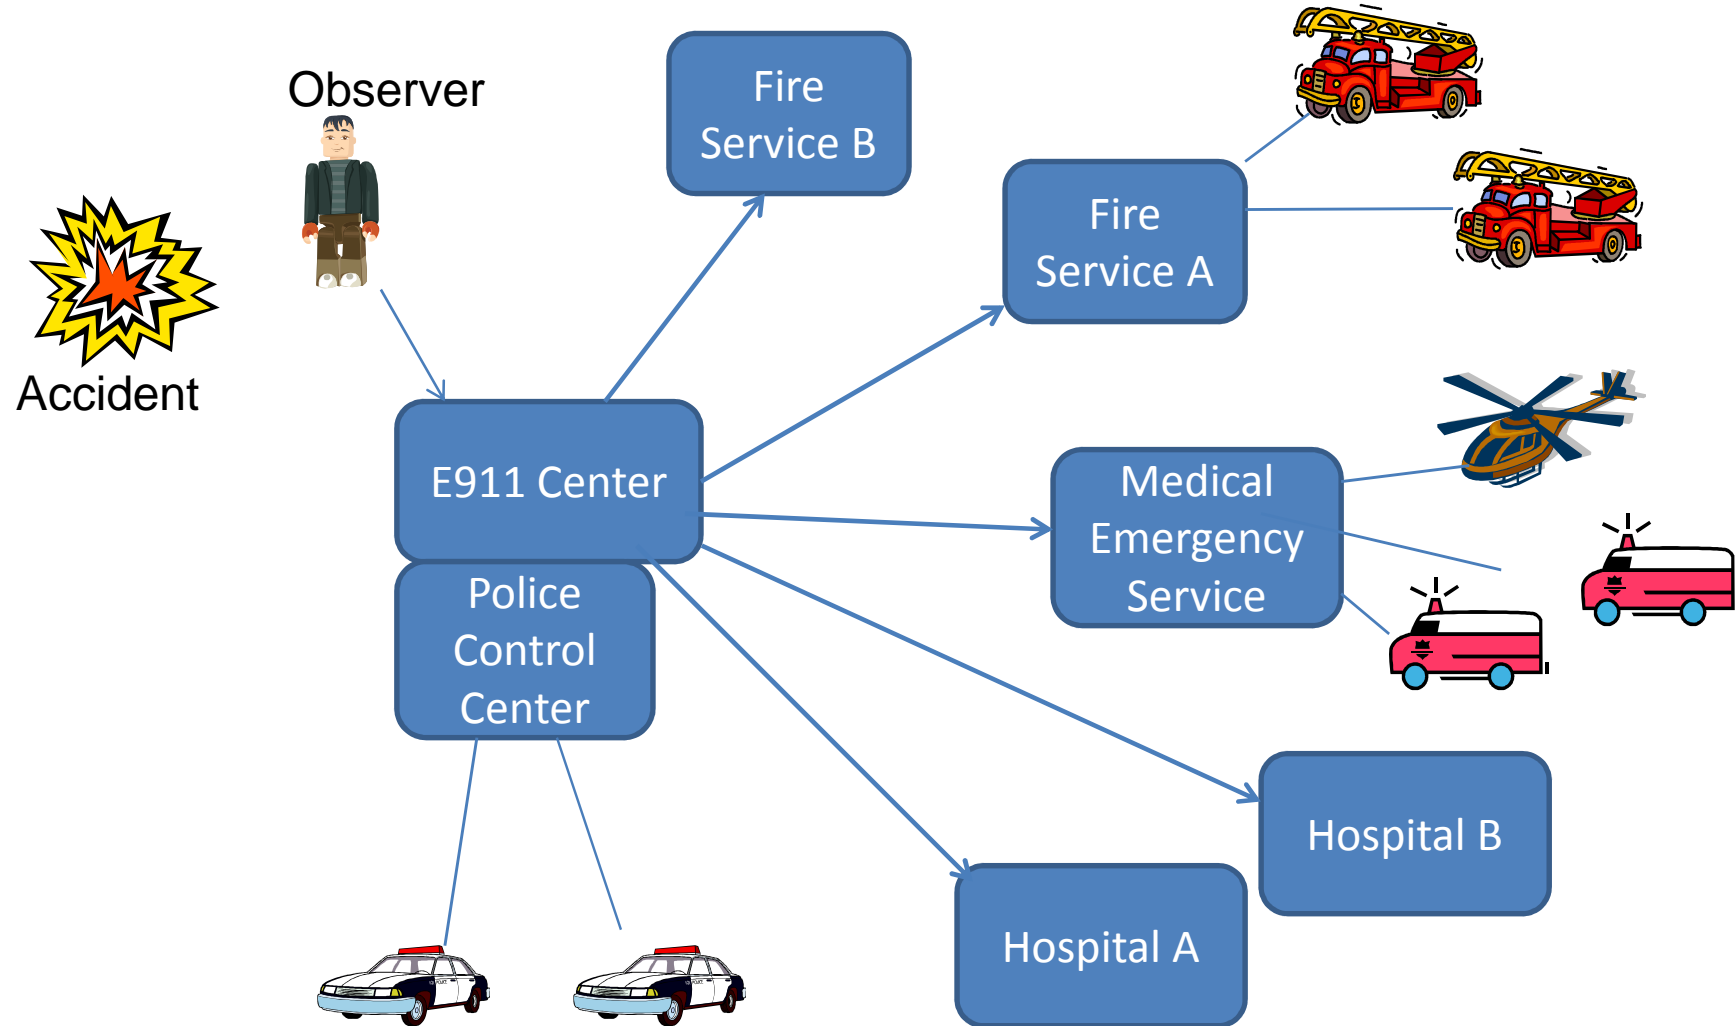 Observer
Fire
Service B
Fire
Service A
Accident
E911 Center
Medical
Emergency
Service
Police
Control
Center
Hospital B
Hospital A